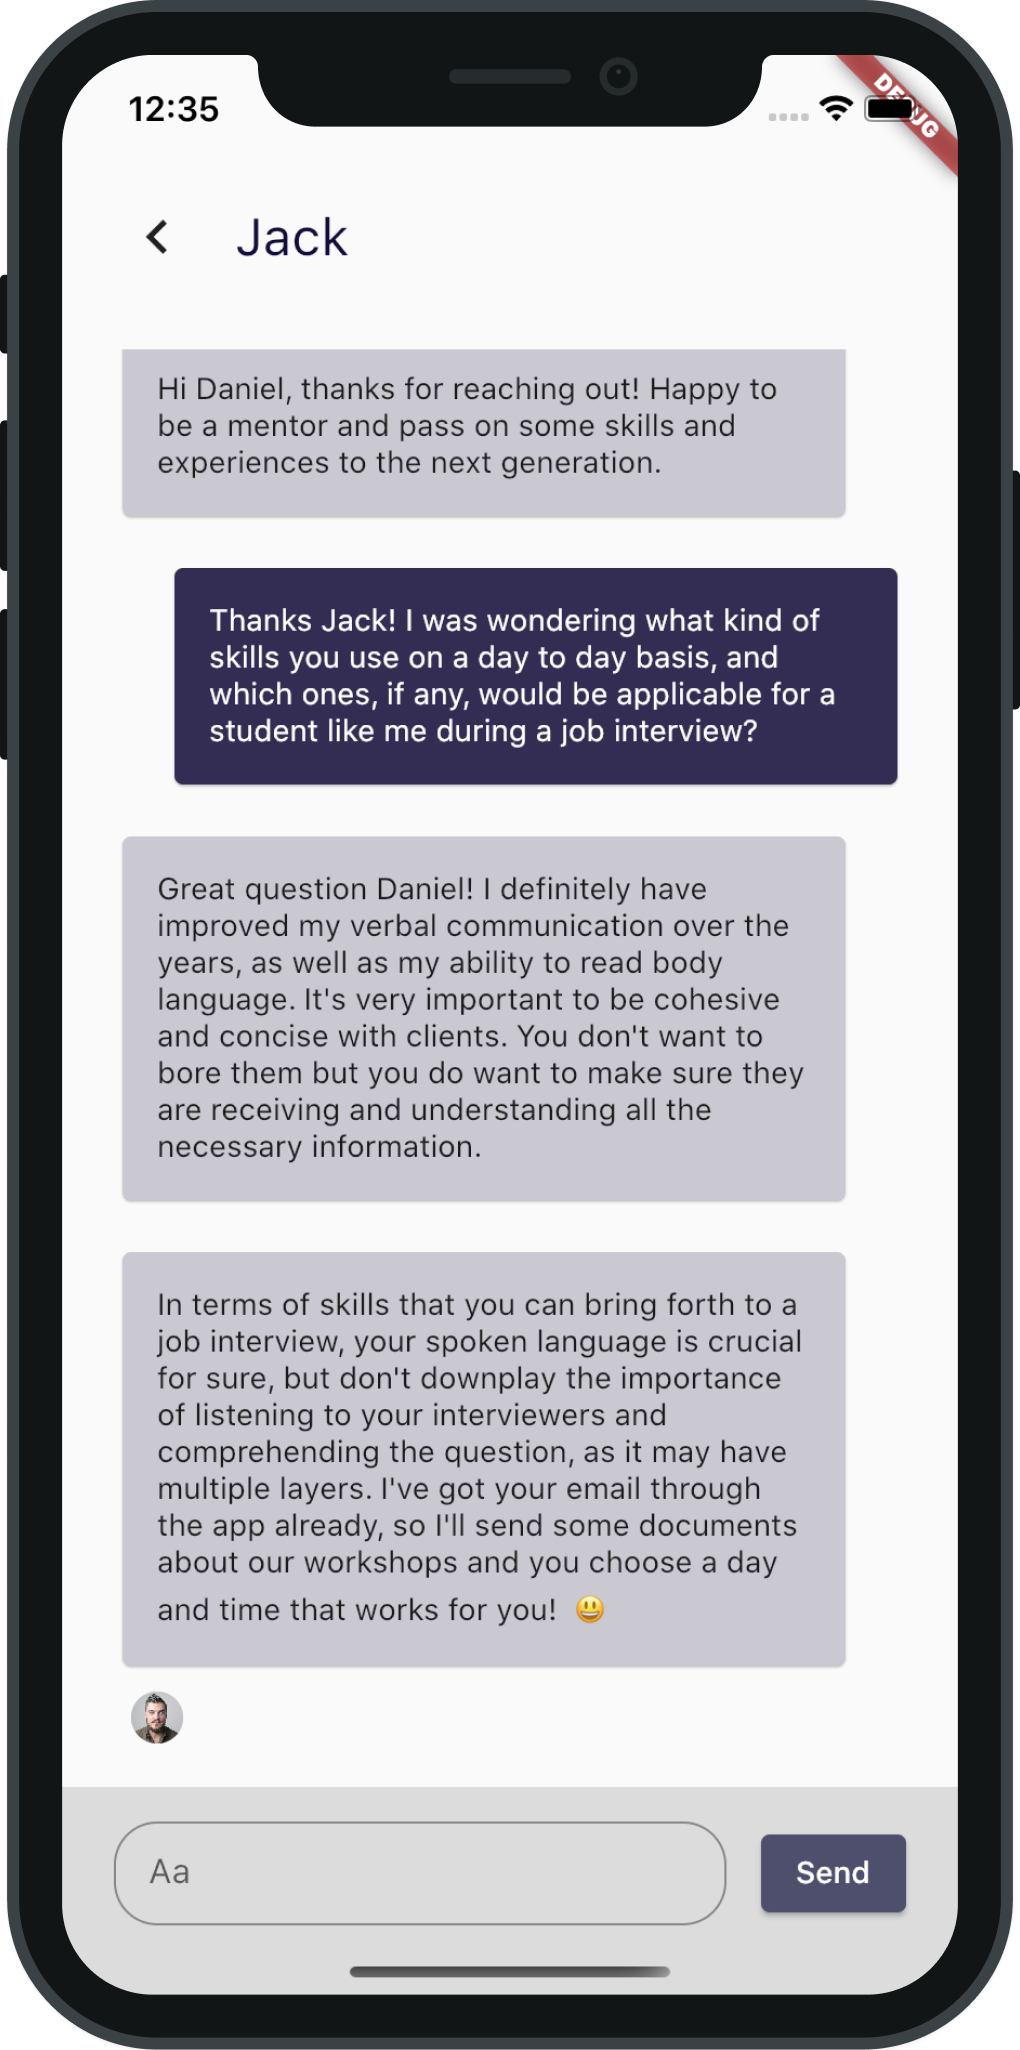 12:35
DEBUG
Jack
Hi Daniel, thanks for reaching out! Happy to
be a mentor and pass on some skills and
experiences to the next generation.
Thanks Jack! I was wondering what kind of
skills you use on a day to day basis, and
which ones, if any, would be applicable for a
student like me during a job interview?
Great question Daniel! I definitely have
improved my verbal communication over the
years, as well as my ability to read body
language. It's very important to be cohesive
and concise with clients. You don't want to
bore them but you do want to make sure they
are receiving and understanding all the
necessary information.
In terms of skills that you can bring forth to a
job interview, your spoken language is crucial
for sure, but don't downplay the importance
of listening to your interviewers and
comprehending the question, as it may have
multiple layers. I've got your email through
the app already, so I'll send some documents
about our workshops and you choose a day
and time that works for you! 😃
Aa
Send